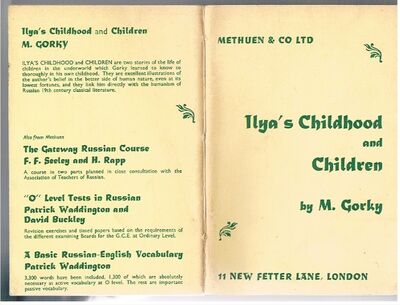 Ilya's Childhood and Children
M. GORKY
ILYA'S CHILDHOOD and CHILDREN are two stories of the life of
children in the underworld which Gorky learned to know so
thoroughly in his own childhood. They are excellent illustrations of
the author's belief in the better side of human nature, even at its
lowest fortunes, and they link him directly with the humanism of
Russian 19th century classical literature.
Also from Methuen
The Gateway Russian Course
F. F. Seeley and H. Rapp
A course in two parts planned in close consultation with the
Association of Teachers of Russian.
"O" Level Tests in Russian
Patrick Waddington and
David Buckley
Revision exercises and timed papers based on the requirements of
the different examining Boards for the G.C.E. at Ordinary Level.
A Basic Russian-English Vocabulary
Patrick Waddington
3,300 words have been included, 1,300 of which are absolutely
necessary as active vocabulary at O level. The rest are important
passive vocabulary.
METHUEN & CO LTD
Ilya's Childhood
and
Children
by M. Gorky
11 NEW FETTER LANE, LONDON